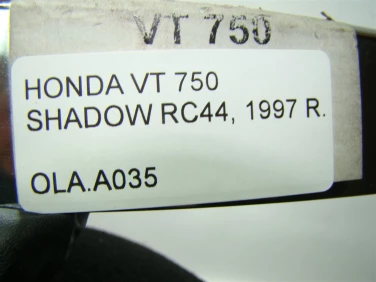 VT 750
HONDA VT 750
SHADOW RC44, 1997 R.
OLA.A035